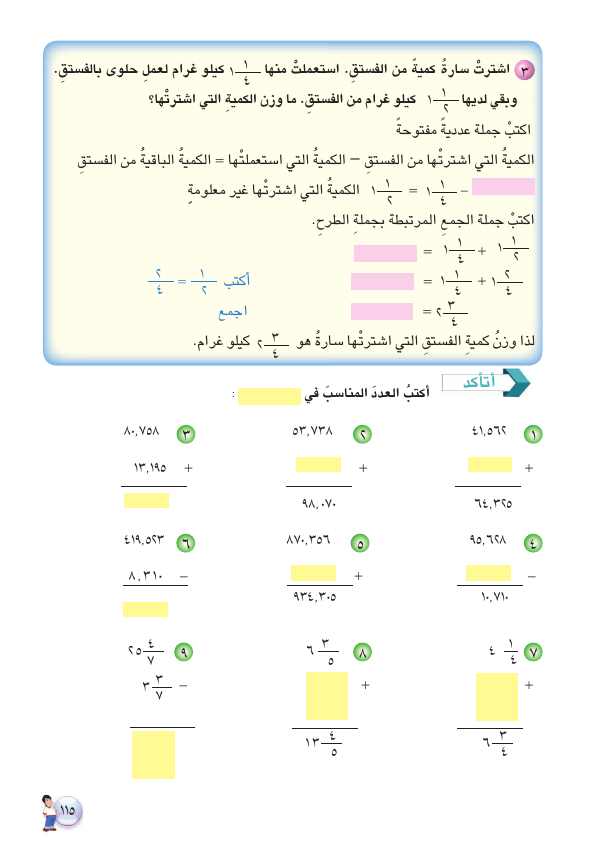 ٣ اشترتْ سارةُ كميةً من الفستقِ. استعملتْ منها ١ ١/٤ كيلو غرام لعملِ حلوى بالفستقِ.
وبقي لديها ١ ١/٢ كيلو غرام من الفستقِ. ما وزن الكميةِ التي اشترتْها؟
اكتبْ جملة عدديةً مفتوحةً
الكميةُ التي اشترتْها من الفستقِ − الكميةُ التي استعملتْها = الكميةُ الباقيةُ من الفستقِ
− ١ ١/٤ = ١ ١/٢ الكميةُ التي اشترتْها غير معلومةٍ
اكتبْ جملة الجمعِ المرتبطة بجملةِ الطرحِ.
١ ١/٢ + ١ ١/٤ =
١ ٢/٤ + ١ ١/٤ = أكتب ١/٢ = ٢/٤
٢ ٣/٤ = اجمع
لذا وزنُ كميةِ الفستقِ التي اشترتْها سارةُ هو ٢ ٣/٤ كيلو غرام.
أتأكد
أكتبُ العددَ المناسبَ في :
١ ٤١,٥٦٢
+
٦٤,٣٢٥
٢ ٥٣,٧٣٨
+
٩٨,٠٧٠
٣ ٨٠,٧٥٨
+ ١٣,١٩٥
٤ ٩٥,٦٢٨
−
١٠,٧١٠
٥ ٨٧٠,٣٥٦
+
٩٣٤,٣٠٥
٦ ٤١٩,٥٢٣
− ٨,٣١٠
٧ ٤ ١/٤
+
٦ ٣/٤
٨ ٦ ٣/٥
+
١٣ ٤/٥
٩ ٢٥ ٤/٧
− ٣ ٣/٧
١١٥